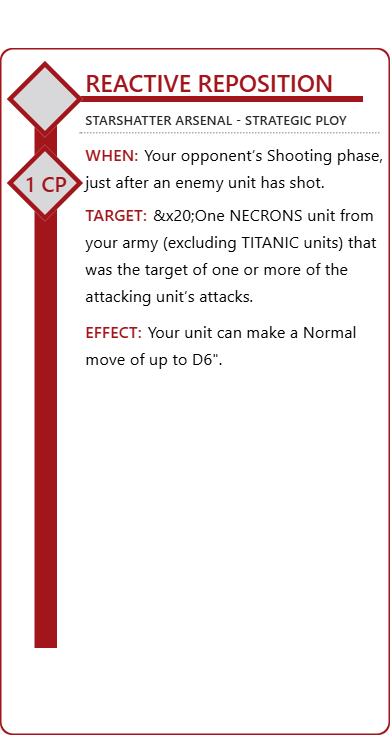 REACTIVE REPOSITION
STARSHATTER ARSENAL - STRATEGIC PLOY
WHEN: Your opponent’s Shooting phase,
1 CP
just after an enemy unit has shot.
TARGET: &x20;One NECRONS unit from
your army (excluding TITANIC units) that
was the target of one or more of the
attacking unit’s attacks.
EFFECT: Your unit can make a Normal
move of up to D6".